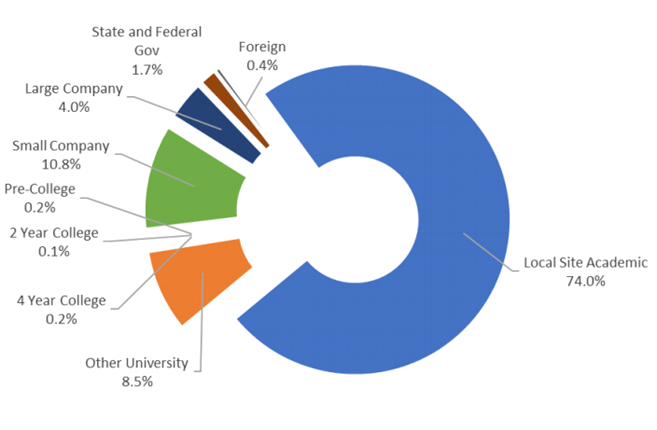 State and Federal
Gov
1.7%
Foreign
0.4%
Large Company
4.0%
Small Company
10.8%
Pre-College
0.2%
2 Year College
0.1%
4 Year College
0.2%
Other University
8.5%
Local Site Academic
74.0%